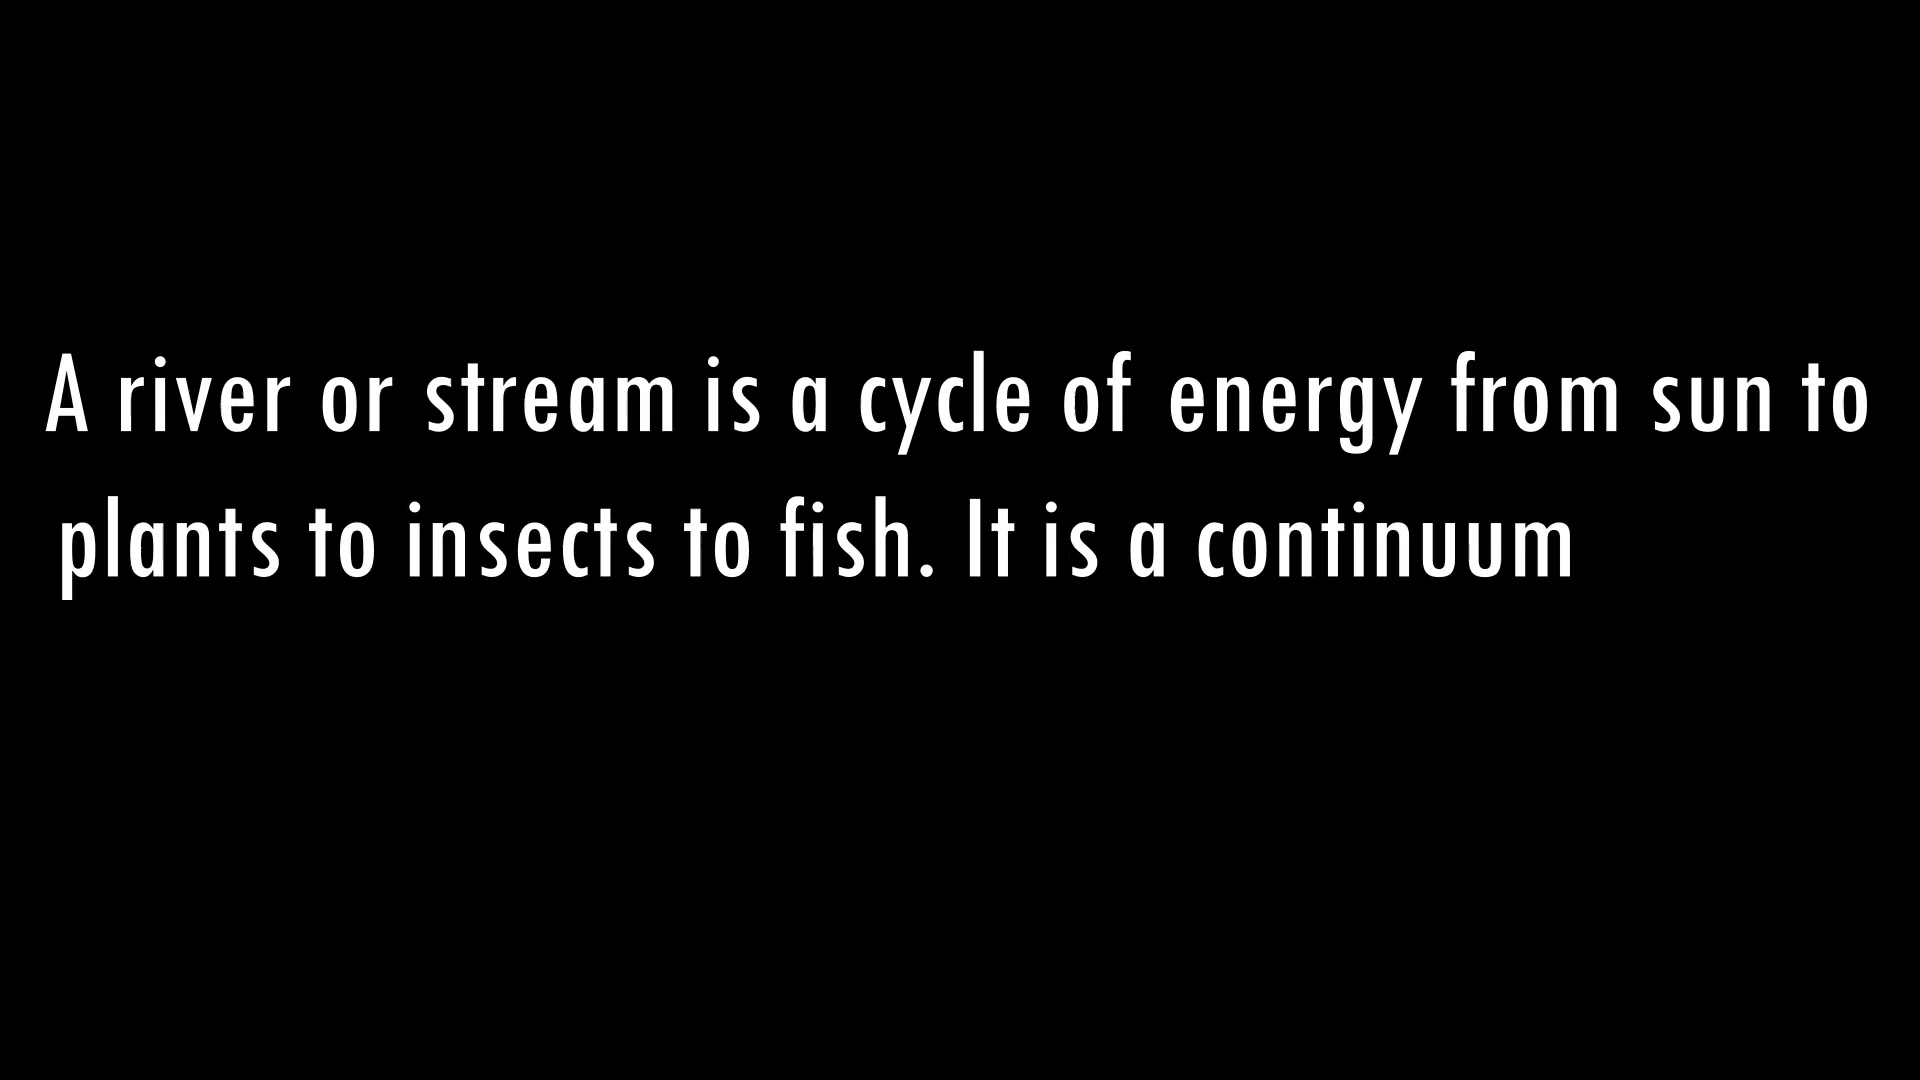 A river or stream is a cycle of energy from sun to
plants to insects to fish. It is a continuum